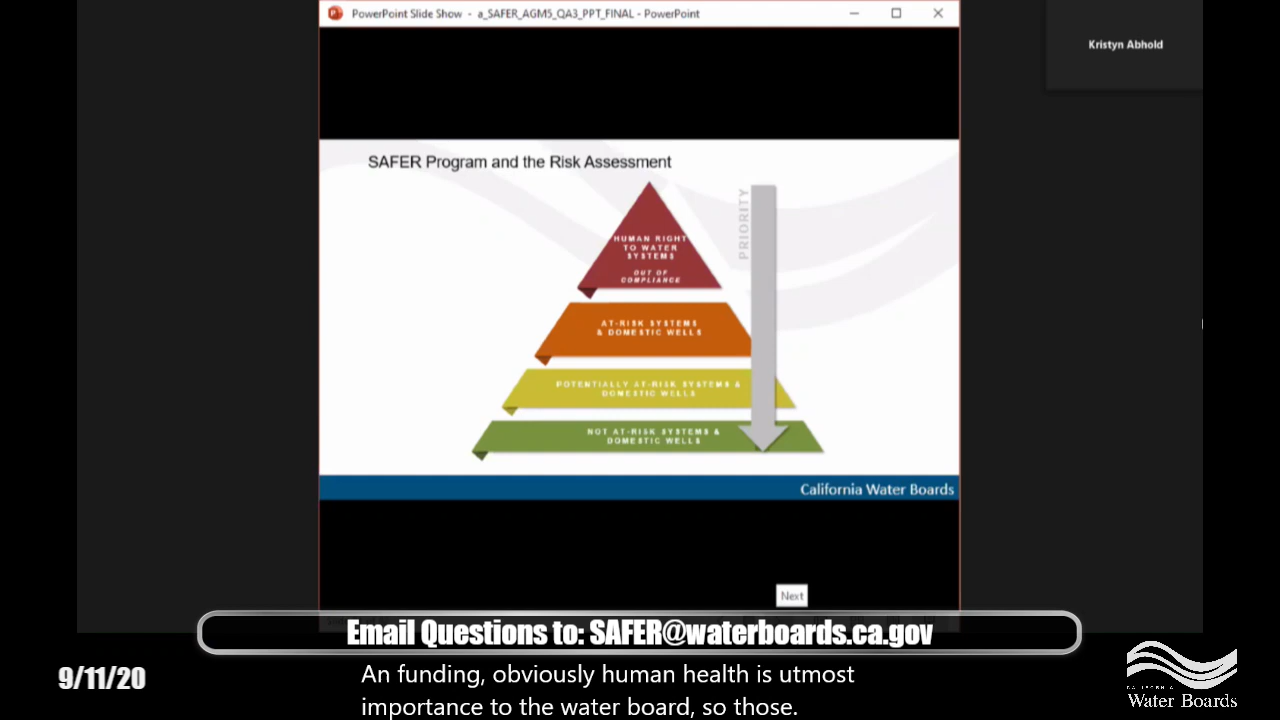 PowerPoint Slide Show - a_SAFER_AGM5_QA3_PPT_FINAL - PowerPoint
Kristyn Abhold
SAFER Program and the Risk Assessment
PRIORITY
HUMAN RIGHT
TO WATER
SYSTEMS
OUT OF
COMPLIANCE
AT-RISK SYSTEMS
& DOMESTIC WELLS
POTENTIALLY AT-RISK SYSTEMS &
DOMESTIC WELLS
NOT AT-RISK SYSTEMS &
DOMESTIC WELLS
California Water Boards
Next
Email Questions to: SAFER@waterboards.ca.gov
9/11/20
An funding, obviously human health is utmost
importance to the water board, so those.
CALIFORNIA
Water Boards